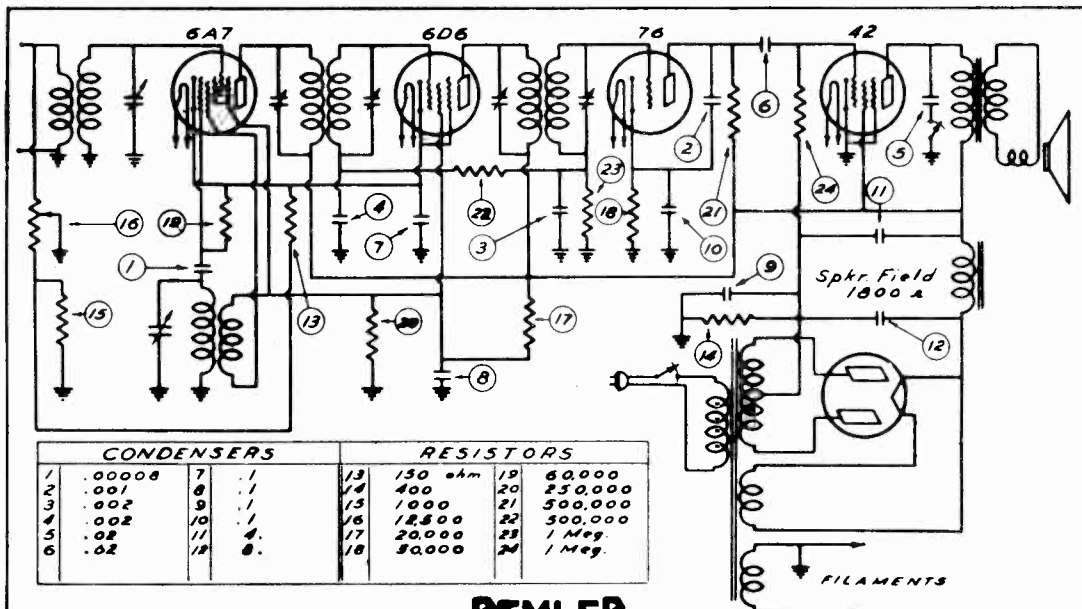 6A7 6D6 76 42
6
2
5
23
24
4
22
18
21
11
16
7
3
10
1
9
Spkr. Field
1800 Ω
15
13
20
17
14
12
8
CONDENSERS RESISTORS
1 .00008 7 .1 13 150 ohm 19 60,000
2 .001 8 .1 14 400 20 250,000
3 .002 9 .1 15 1000 21 500,000
4 .002 10 .1 16 12,500 22 500,000
5 .02 11 4. 17 20,000 23 1 Meg.
6 .02 12 8. 18 30,000 24 1 Meg.
FILAMENTS
REMLER